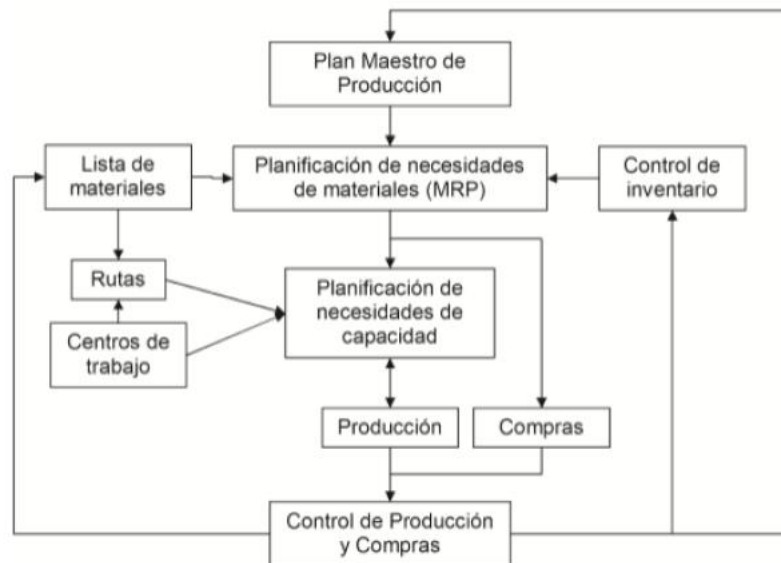 Plan Maestro de
Producción
Lista de
materiales
Planificación de necesidades
de materiales (MRP)
Control de
inventario
Rutas
Centros de
trabajo
Planificación de
necesidades de
capacidad
Producción
Compras
Control de Producción
y Compras